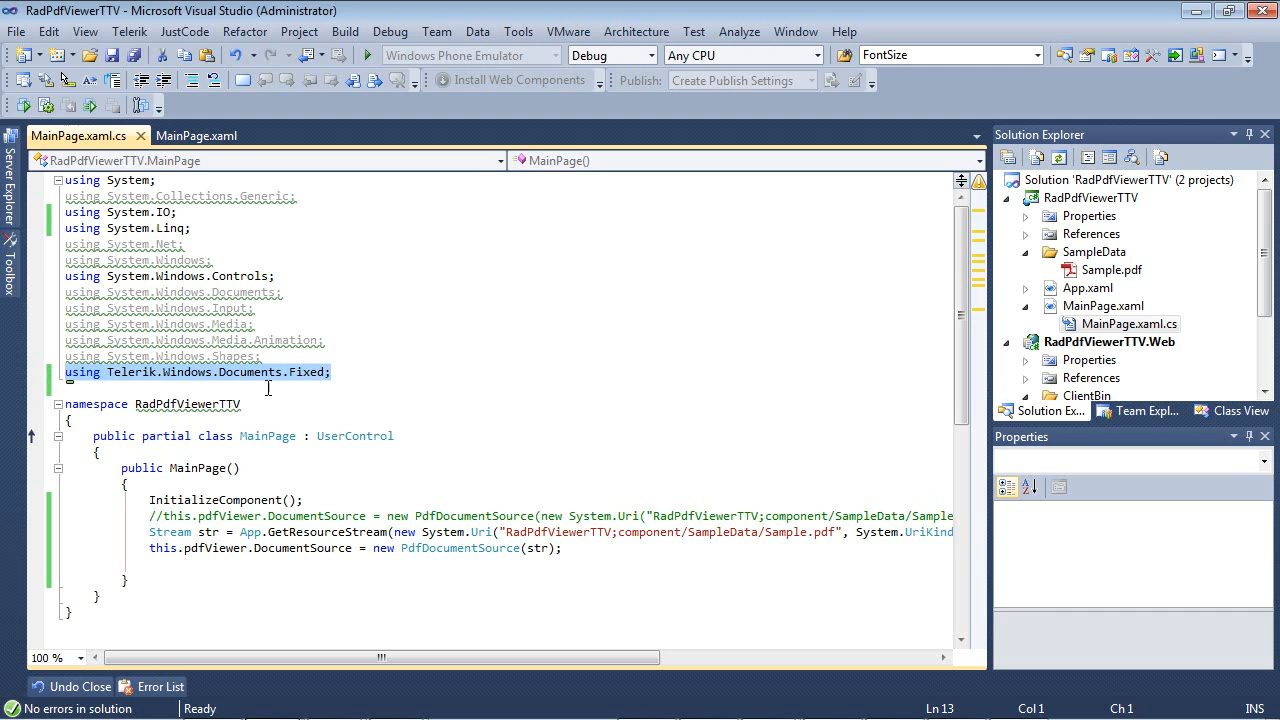 RadPdfViewerTTV - Microsoft Visual Studio (Administrator)
File Edit View Telerik JustCode Refactor Project Build Debug Team Data Tools VMware Architecture Test Analyze Window Help
Windows Phone Emulator Debug Any CPU FontSize
Install Web Components Publish: Create Publish Settings
MainPage.xaml.cs MainPage.xaml
RadPdfViewerTTV.MainPage MainPage()
Server Explorer
Toolbox
using System;
using System.Collections.Generic;
using System.IO;
using System.Linq;
using System.Net;
using System.Windows;
using System.Windows.Controls;
using System.Windows.Documents;
using System.Windows.Input;
using System.Windows.Media;
using System.Windows.Media.Animation;
using System.Windows.Shapes;
using Telerik.Windows.Documents.Fixed;
namespace RadPdfViewerTTV
{
public partial class MainPage : UserControl
{
public MainPage()
{
InitializeComponent();
//this.pdfViewer.DocumentSource = new PdfDocumentSource(new System.Uri("RadPdfViewerTTV;component/SampleData/Sample
Stream str = App.GetResourceStream(new System.Uri("RadPdfViewerTTV;component/SampleData/Sample.pdf", System.UriKind
this.pdfViewer.DocumentSource = new PdfDocumentSource(str);
}
}
}
100 %
Solution Explorer
Solution 'RadPdfViewerTTV' (2 projects)
RadPdfViewerTTV
Properties
References
SampleData
Sample.pdf
App.xaml
MainPage.xaml
MainPage.xaml.cs
RadPdfViewerTTV.Web
Properties
References
ClientBin
Solution Ex... Team Expl... Class View
Properties
Undo Close Error List
No errors in solution Ready Ln 13 Col 1 Ch 1 INS